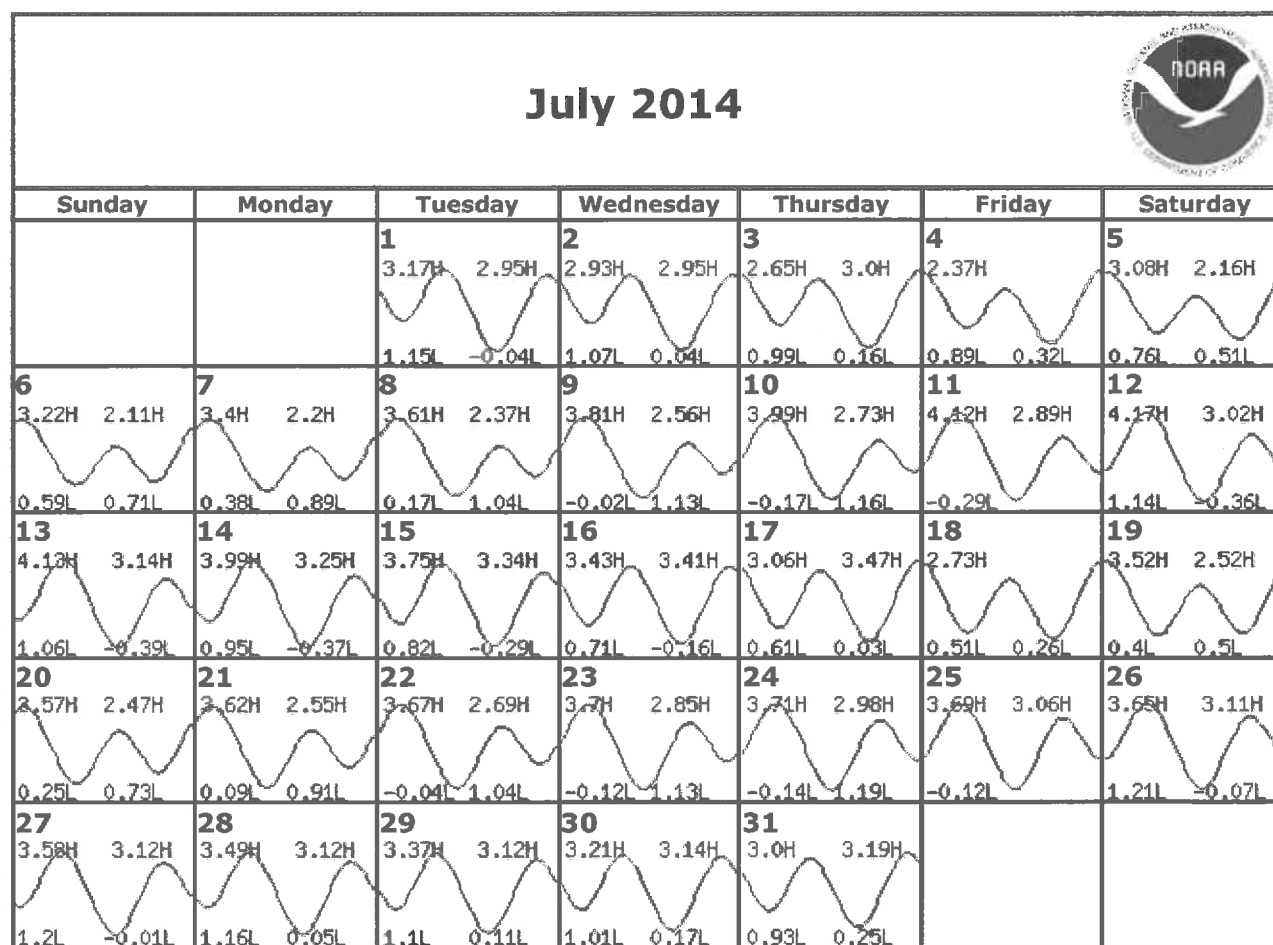 NOAA
July 2014
Sunday Monday Tuesday Wednesday Thursday Friday Saturday
1 2 3 4 5
3.17H 2.95H 2.93H 2.95H 2.65H 3.0H 2.37H 3.08H 2.16H
1.15L -0.04L 1.07L 0.04L 0.99L 0.16L 0.89L 0.32L 0.76L 0.51L
6 7 8 9 10 11 12
3.22H 2.11H 3.4H 2.2H 3.61H 2.37H 3.81H 2.56H 3.99H 2.73H 4.12H 2.89H 4.17H 3.02H
0.59L 0.71L 0.38L 0.89L 0.17L 1.04L -0.02L 1.13L -0.17L 1.16L -0.29L 1.14L -0.36L
13 14 15 16 17 18 19
4.13H 3.14H 3.99H 3.25H 3.75H 3.34H 3.43H 3.41H 3.06H 3.47H 2.73H 3.52H 2.52H
1.06L -0.39L 0.95L -0.37L 0.82L -0.29L 0.71L -0.16L 0.61L 0.03L 0.51L 0.26L 0.4L 0.5L
20 21 22 23 24 25 26
3.57H 2.47H 3.62H 2.55H 3.67H 2.69H 3.7H 2.85H 3.71H 2.98H 3.69H 3.06H 3.65H 3.11H
0.25L 0.73L 0.09L 0.91L -0.04L 1.04L -0.12L 1.13L -0.14L 1.19L -0.12L 1.21L -0.07L
27 28 29 30 31
3.58H 3.12H 3.49H 3.12H 3.37H 3.12H 3.21H 3.14H 3.0H 3.19H
1.2L -0.01L 1.16L 0.05L 1.1L 0.11L 1.01L 0.17L 0.93L 0.25L